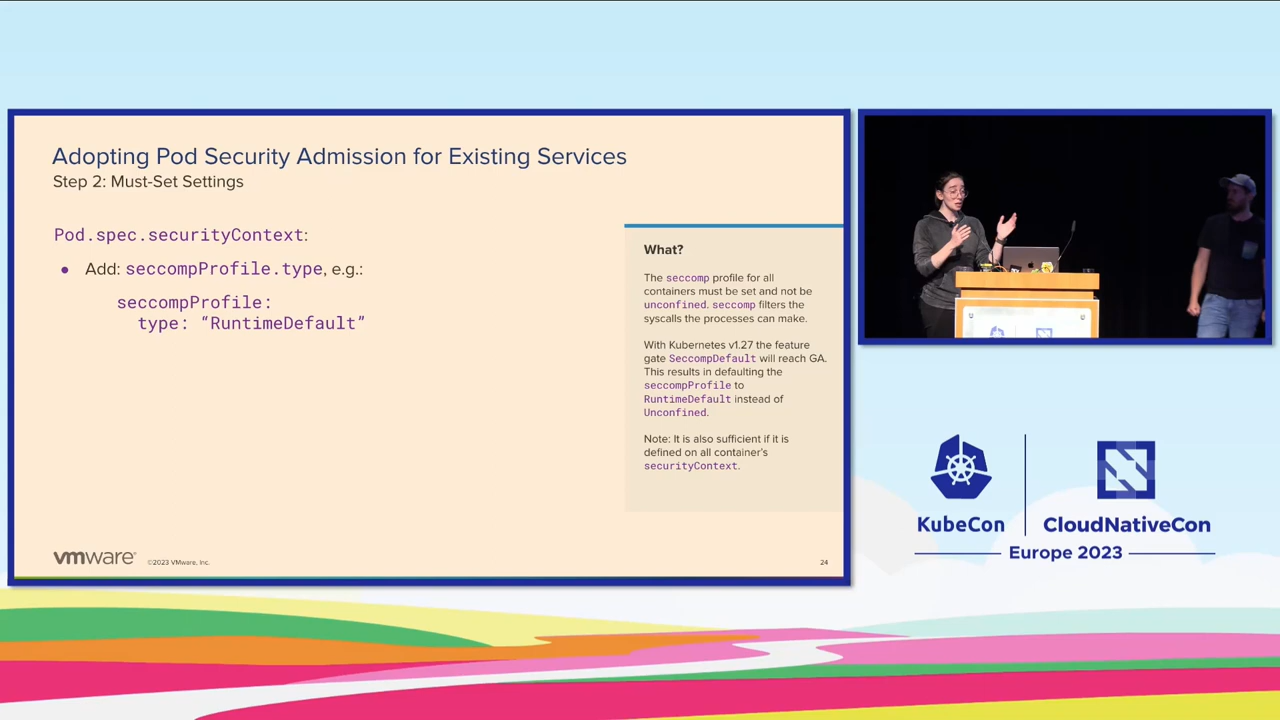 Adopting Pod Security Admission for Existing Services
Step 2: Must-Set Settings
Pod.spec.securityContext:
● Add: seccompProfile.type, e.g.:
seccompProfile:
type: “RuntimeDefault”
What?
The seccomp profile for all
containers must be set and not be
unconfined. seccomp filters the
syscalls the processes can make.
With Kubernetes v1.27 the feature
gate SeccompDefault will reach GA.
This results in defaulting the
seccompProfile to
RuntimeDefault instead of
Unconfined.
Note: It is also sufficient if it is
defined on all container’s
securityContext.
vmware®
©2023 VMware, Inc.
24
KubeCon
CloudNativeCon
Europe 2023